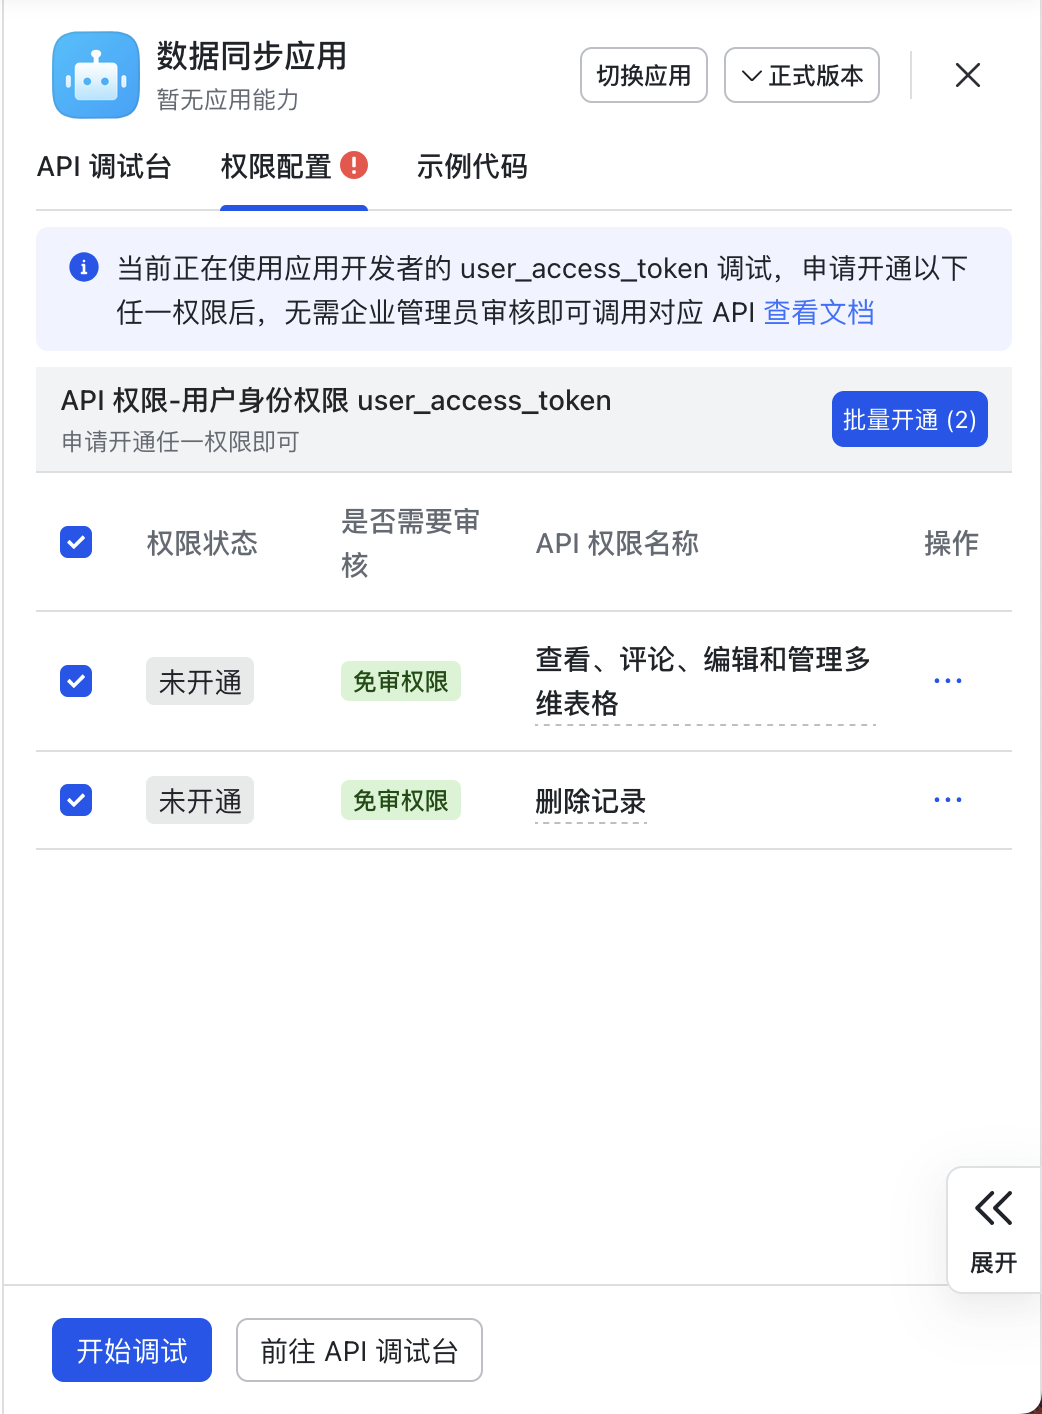 数据同步应用
暂无应用能力
切换应用
正式版本
API 调试台
权限配置
示例代码
当前正在使用应用开发者的 user_access_token 调试，申请开通以下
任一权限后，无需企业管理员审核即可调用对应 API 查看文档
API 权限-用户身份权限 user_access_token
申请开通任一权限即可
批量开通 (2)
权限状态
是否需要审
核
API 权限名称
操作
未开通
免审权限
查看、评论、编辑和管理多
维表格
未开通
免审权限
删除记录
展开
开始调试
前往 API 调试台